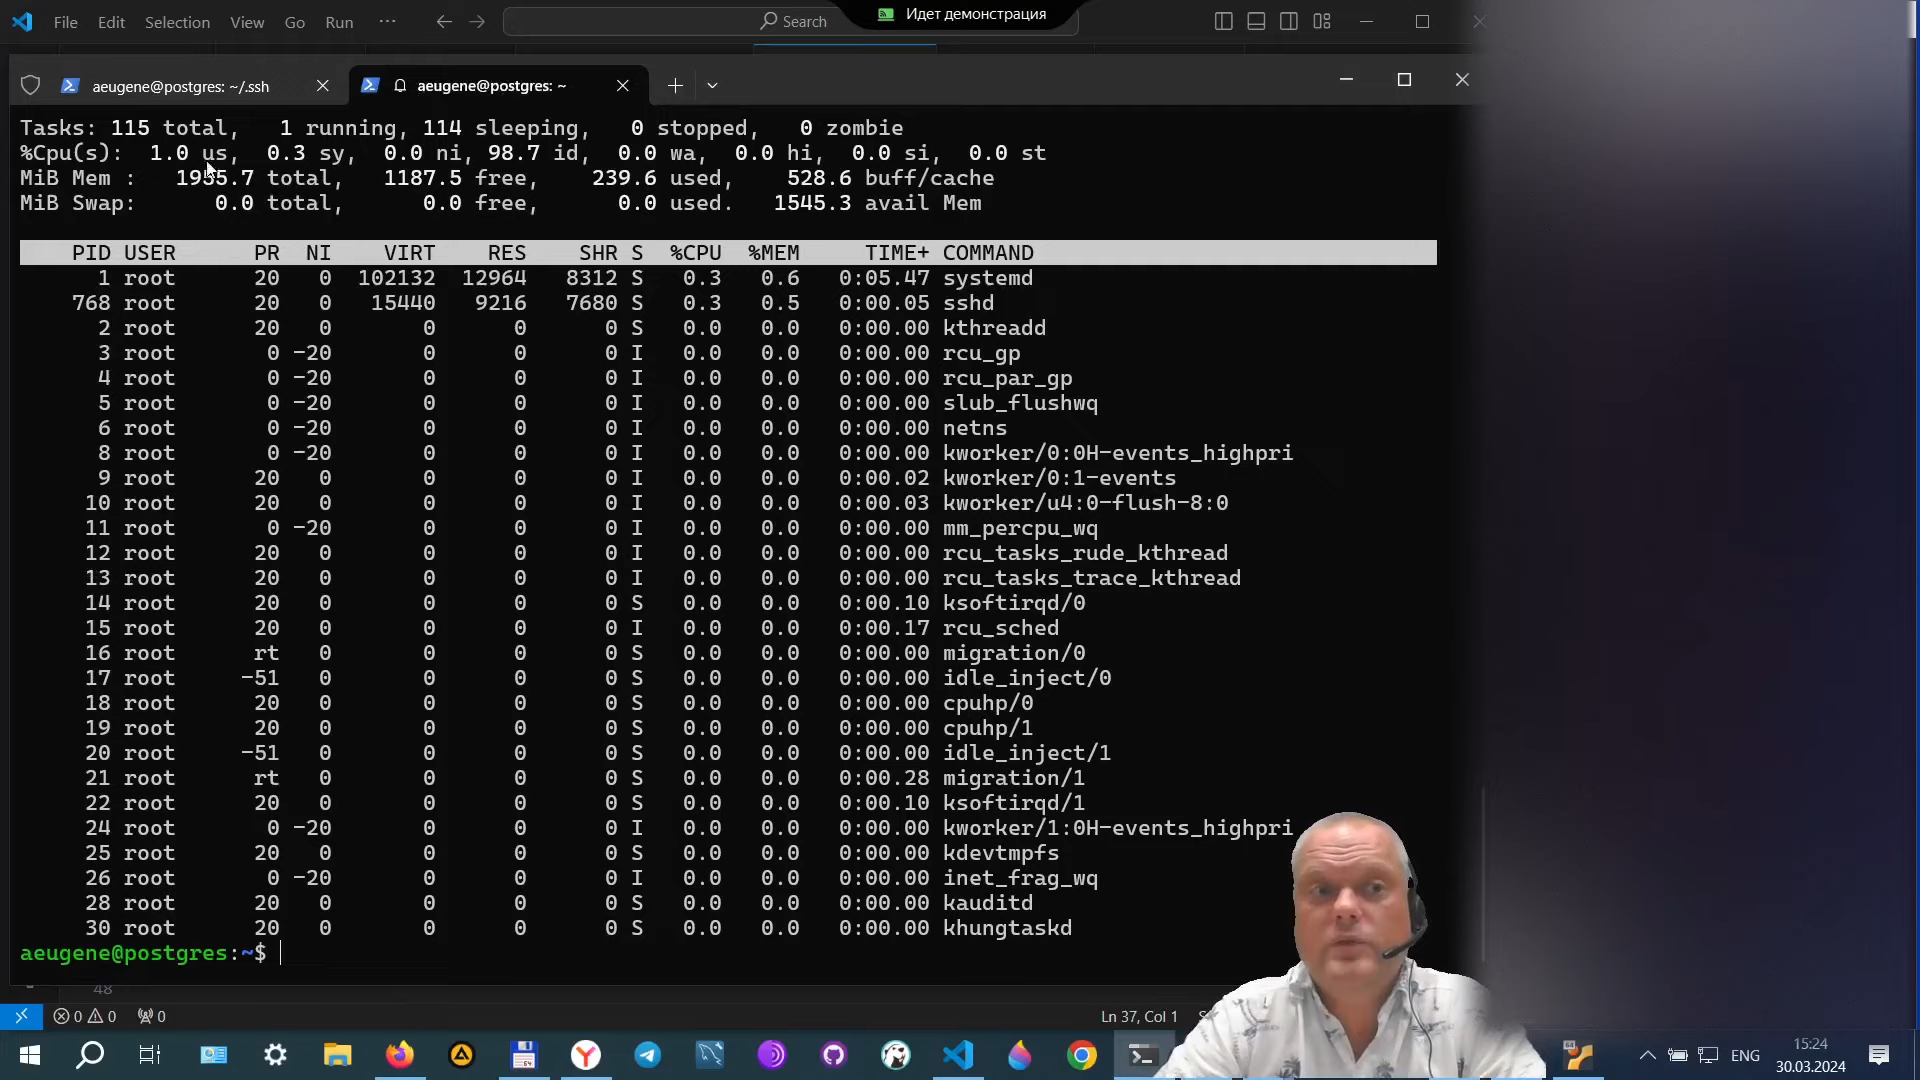 File Edit Selection View Go Run ··· Search
Идет демонстрация
aeugene@postgres: ~/.ssh
aeugene@postgres: ~
Tasks: 115 total, 1 running, 114 sleeping, 0 stopped, 0 zombie
%Cpu(s): 1.0 us, 0.3 sy, 0.0 ni, 98.7 id, 0.0 wa, 0.0 hi, 0.0 si, 0.0 st
MiB Mem : 1955.7 total, 1187.5 free, 239.6 used, 528.6 buff/cache
MiB Swap: 0.0 total, 0.0 free, 0.0 used. 1545.3 avail Mem
PID USER PR NI VIRT RES SHR S %CPU %MEM TIME+ COMMAND
1 root 20 0 102132 12964 8312 S 0.3 0.6 0:05.47 systemd
768 root 20 0 15440 9216 7680 S 0.3 0.5 0:00.05 sshd
2 root 20 0 0 0 0 S 0.0 0.0 0:00.00 kthreadd
3 root 0 -20 0 0 0 I 0.0 0.0 0:00.00 rcu_gp
4 root 0 -20 0 0 0 I 0.0 0.0 0:00.00 rcu_par_gp
5 root 0 -20 0 0 0 I 0.0 0.0 0:00.00 slub_flushwq
6 root 0 -20 0 0 0 I 0.0 0.0 0:00.00 netns
8 root 0 -20 0 0 0 I 0.0 0.0 0:00.00 kworker/0:0H-events_highpri
9 root 20 0 0 0 0 I 0.0 0.0 0:00.02 kworker/0:1-events
10 root 20 0 0 0 0 I 0.0 0.0 0:00.03 kworker/u4:0-flush-8:0
11 root 0 -20 0 0 0 I 0.0 0.0 0:00.00 mm_percpu_wq
12 root 20 0 0 0 0 I 0.0 0.0 0:00.00 rcu_tasks_rude_kthread
13 root 20 0 0 0 0 I 0.0 0.0 0:00.00 rcu_tasks_trace_kthread
14 root 20 0 0 0 0 S 0.0 0.0 0:00.10 ksoftirqd/0
15 root 20 0 0 0 0 I 0.0 0.0 0:00.17 rcu_sched
16 root rt 0 0 0 0 S 0.0 0.0 0:00.00 migration/0
17 root -51 0 0 0 0 S 0.0 0.0 0:00.00 idle_inject/0
18 root 20 0 0 0 0 S 0.0 0.0 0:00.00 cpuhp/0
19 root 20 0 0 0 0 S 0.0 0.0 0:00.00 cpuhp/1
20 root -51 0 0 0 0 S 0.0 0.0 0:00.00 idle_inject/1
21 root rt 0 0 0 0 S 0.0 0.0 0:00.28 migration/1
22 root 20 0 0 0 0 S 0.0 0.0 0:00.10 ksoftirqd/1
24 root 0 -20 0 0 0 I 0.0 0.0 0:00.00 kworker/1:0H-events_highpri
25 root 20 0 0 0 0 S 0.0 0.0 0:00.00 kdevtmpfs
26 root 0 -20 0 0 0 I 0.0 0.0 0:00.00 inet_frag_wq
28 root 20 0 0 0 0 S 0.0 0.0 0:00.00 kauditd
30 root 20 0 0 0 0 S 0.0 0.0 0:00.00 khungtaskd
aeugene@postgres:~$
48
0 0 0 Ln 37, Col 1
ENG
15:24
30.03.2024